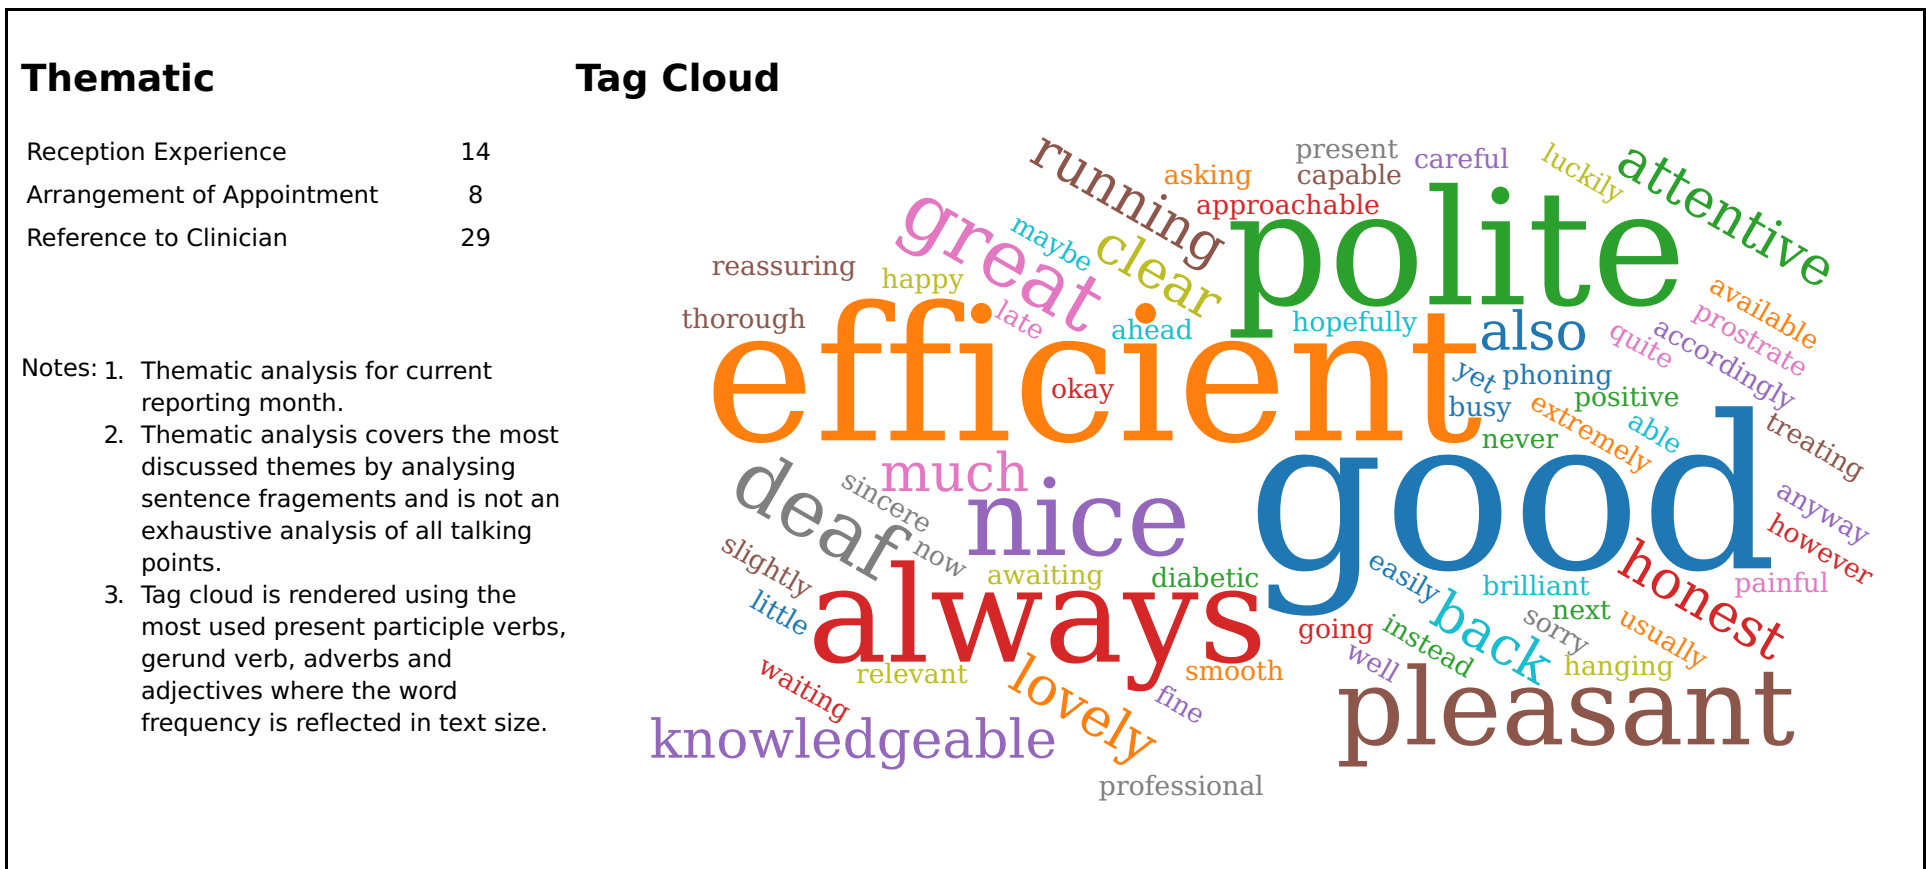 Thematic
Reception Experience 14
Arrangement of Appointment 8
Reference to Clinician 29
Notes: 1. Thematic analysis for current
reporting month.
2. Thematic analysis covers the most
discussed themes by analysing
sentence fragements and is not an
exhaustive analysis of all talking
points.
3. Tag cloud is rendered using the
most used present participle verbs,
gerund verb, adverbs and
adjectives where the word
frequency is reflected in text size.
Tag Cloud
running
asking
present
capable
careful
luckily
attentive
approachable
polite
great
maybe
clear
reassuring
happy
thorough
late
ahead
hopefully
also
available
prostrate
quite
accordingly
efficient
okay
yet
phoning
busy
positive
extremely
able
never
treating
much
good
deaf
sincere
nice
now
anyway
however
slightly
awaiting
diabetic
easily
brilliant
honest
painful
little
always
back
next
sorry
usually
going
instead
well
hanging
waiting
relevant
lovely
smooth
fine
pleasant
knowledgeable
professional